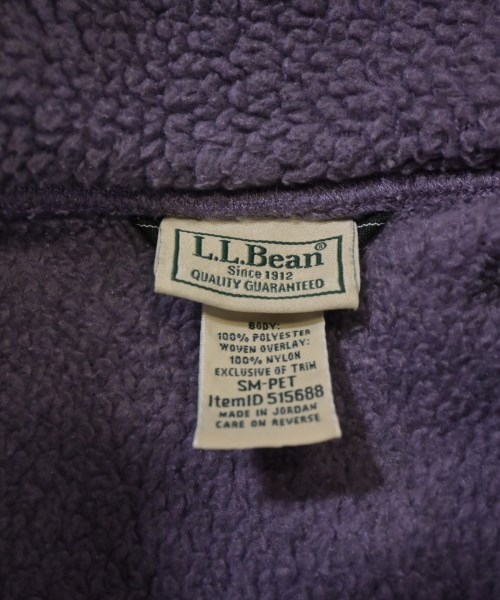 L.L.Bean®
Since 1912
QUALITY GUARANTEED
BODY:
100% POLYESTER
WOVEN OVERLAY:
100% NYLON
EXCLUSIVE OF TRIM
SM-PET
ItemID 515688
MADE IN JORDAN
CARE ON REVERSE